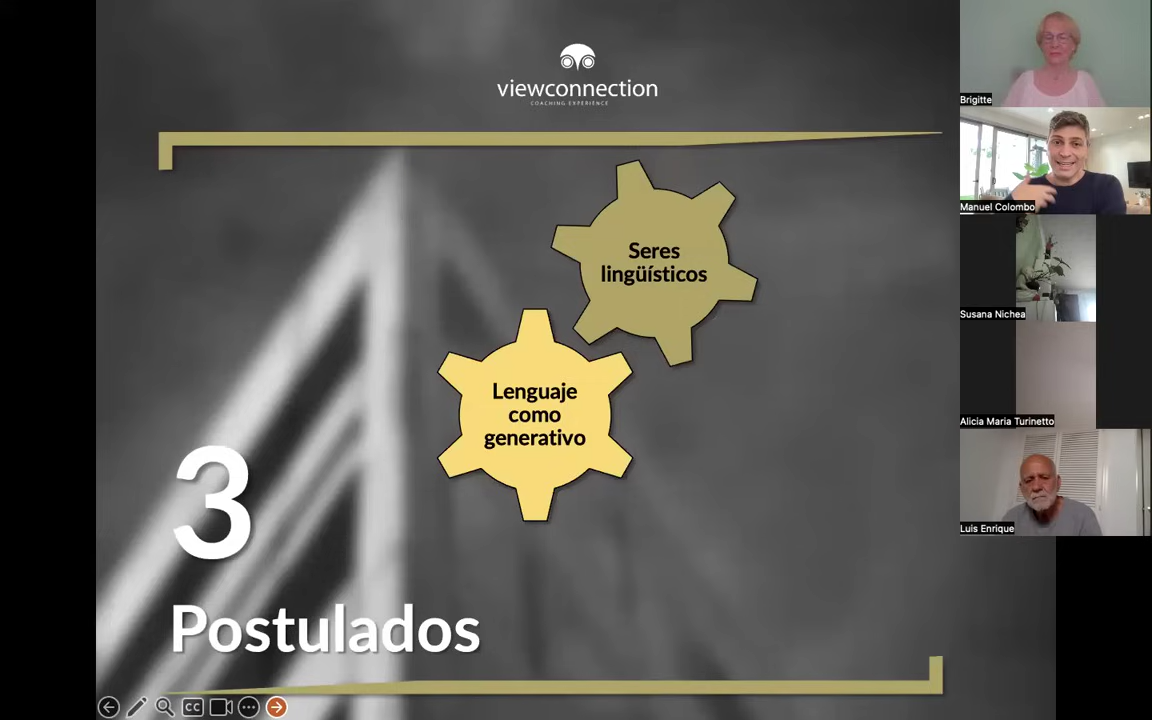 viewconnection
COACHING EXPERIENCE
Seres
lingüísticos
Lenguaje
como
generativo
3
Postulados
CC
Brigitte
Manuel Colombo
Susana Nichea
Alicia Maria Turinetto
Luis Enrique